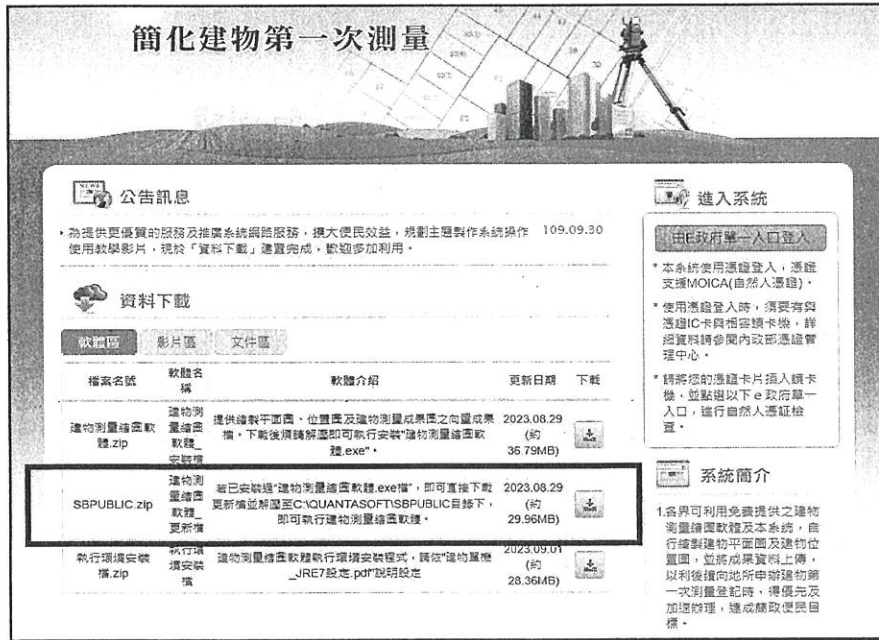 簡化建物第一次測量
公告訊息
為提供更優質的服務及推廣系統網路服務，擴大便民效益，規劃主題製作系統操作 109.09.30
使用教學影片，現於「資料下載」建置完成，歡迎多加利用。
資料下載
軟體區 影片區 文件區
檔案名號 軟體名稱 軟體介紹 更新日期 下載
建物測量繪圖軟體.zip
建物測量繪圖軟體_安裝檔
提供繪製平面圖、位置圖及建物測量成果圖之向量成果
檔，下載後煩請解壓即可執行安裝"建物測量繪圖軟
體.exe"。
2023.08.29
(約
36.79MB)
SBPUBLIC.zip
建物測量繪圖軟體_更新檔
若已安裝過"建物測量繪圖軟體.exe檔"，即可直接下載
更新檔並解壓至C:\QUANTASOFT\SBPUBLIC目錄下，
即可執行建物測量繪圖軟體。
2023.08.29
(約
29.96MB)
執行環境安裝
檔.zip
執行環境安裝檔
建物測量繪圖軟體執行環境安裝程式，請依"建物單機
_JRE7設定.pdf"說明設定
2023.09.01
(約
28.36MB)
進入系統
由E政府單一入口登入
* 本系統使用憑證登入，憑證
支援MOICA(自然人憑證)。
* 使用憑證登入時，須要有與
憑證IC卡與相容讀卡機，詳
細資料請參閱內政部憑證管
理中心。
* 請將您的憑證卡片插入讀卡
機，並點選以下e政府單一
入口，進行自然人憑証檢
查。
系統簡介
1.各界可利用免費提供之建物
測量繪圖軟體及本系統，自
行繪製建物平面圖及建物位
置圖，並將成果資料上傳，
以利後續向地所申辦建物第
一次測量登記時，得優先及
加速辦理，達成簡政便民目
標。